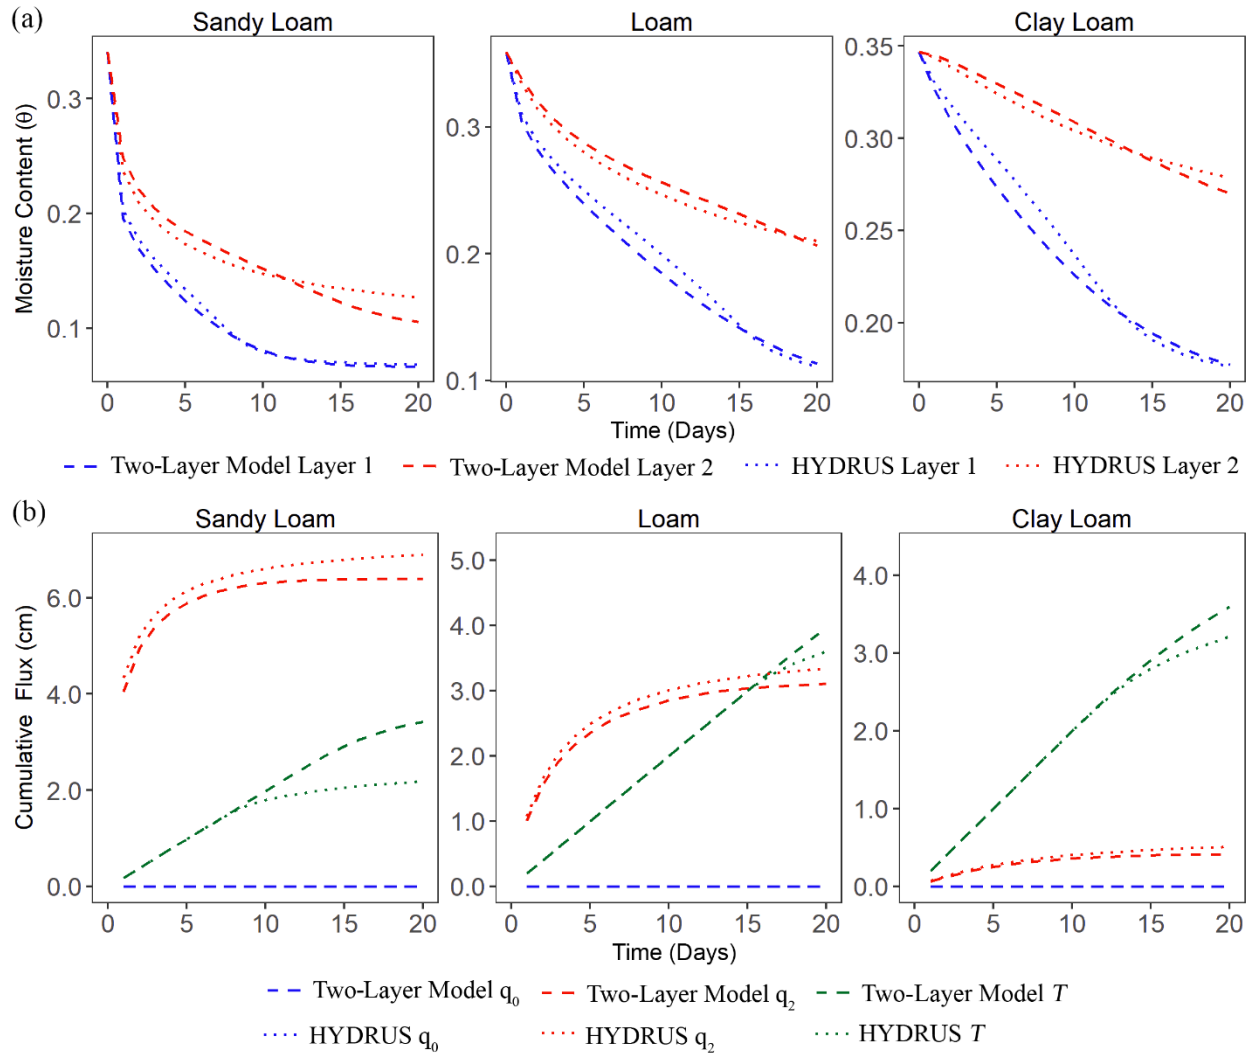 (a)
Sandy Loam
Loam
Clay Loam
Moisture Content (θ)
0.3
0.2
0.1
0 5 10 15 20
0.3
0.2
0.1
0 5 10 15 20
0.35
0.30
0.25
0.20
0 5 10 15 20
Time (Days)
Two-Layer Model Layer 1
Two-Layer Model Layer 2
HYDRUS Layer 1
HYDRUS Layer 2
(b)
Sandy Loam
Loam
Clay Loam
Cumulative Flux (cm)
6.0
4.0
2.0
0.0
0 5 10 15 20
5.0
4.0
3.0
2.0
1.0
0.0
0 5 10 15 20
4.0
3.0
2.0
1.0
0.0
0 5 10 15 20
Time (Days)
Two-Layer Model q₀
Two-Layer Model q₂
Two-Layer Model T
HYDRUS q₀
HYDRUS q₂
HYDRUS T